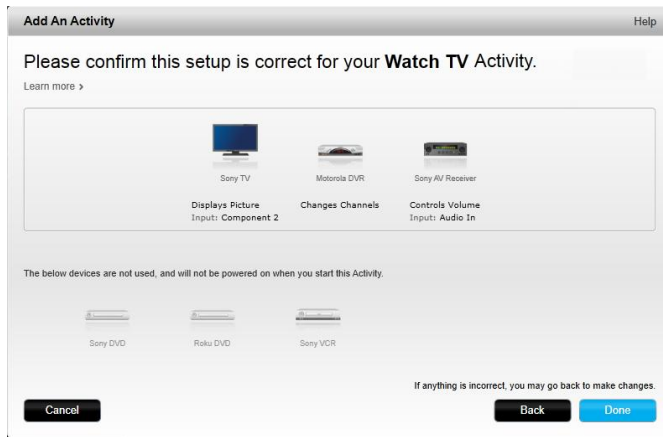 Add An Activity
Help
Please confirm this setup is correct for your Watch TV Activity.
Learn more >
Sony TV
Motorola DVR
Sony AV Receiver
Displays Picture
Changes Channels
Controls Volume
Input: Component 2
Input: Audio In
The below devices are not used, and will not be powered on when you start this Activity.
Sony DVD
Roku DVD
Sony VCR
If anything is incorrect, you may go back to make changes.
Cancel
Back
Done